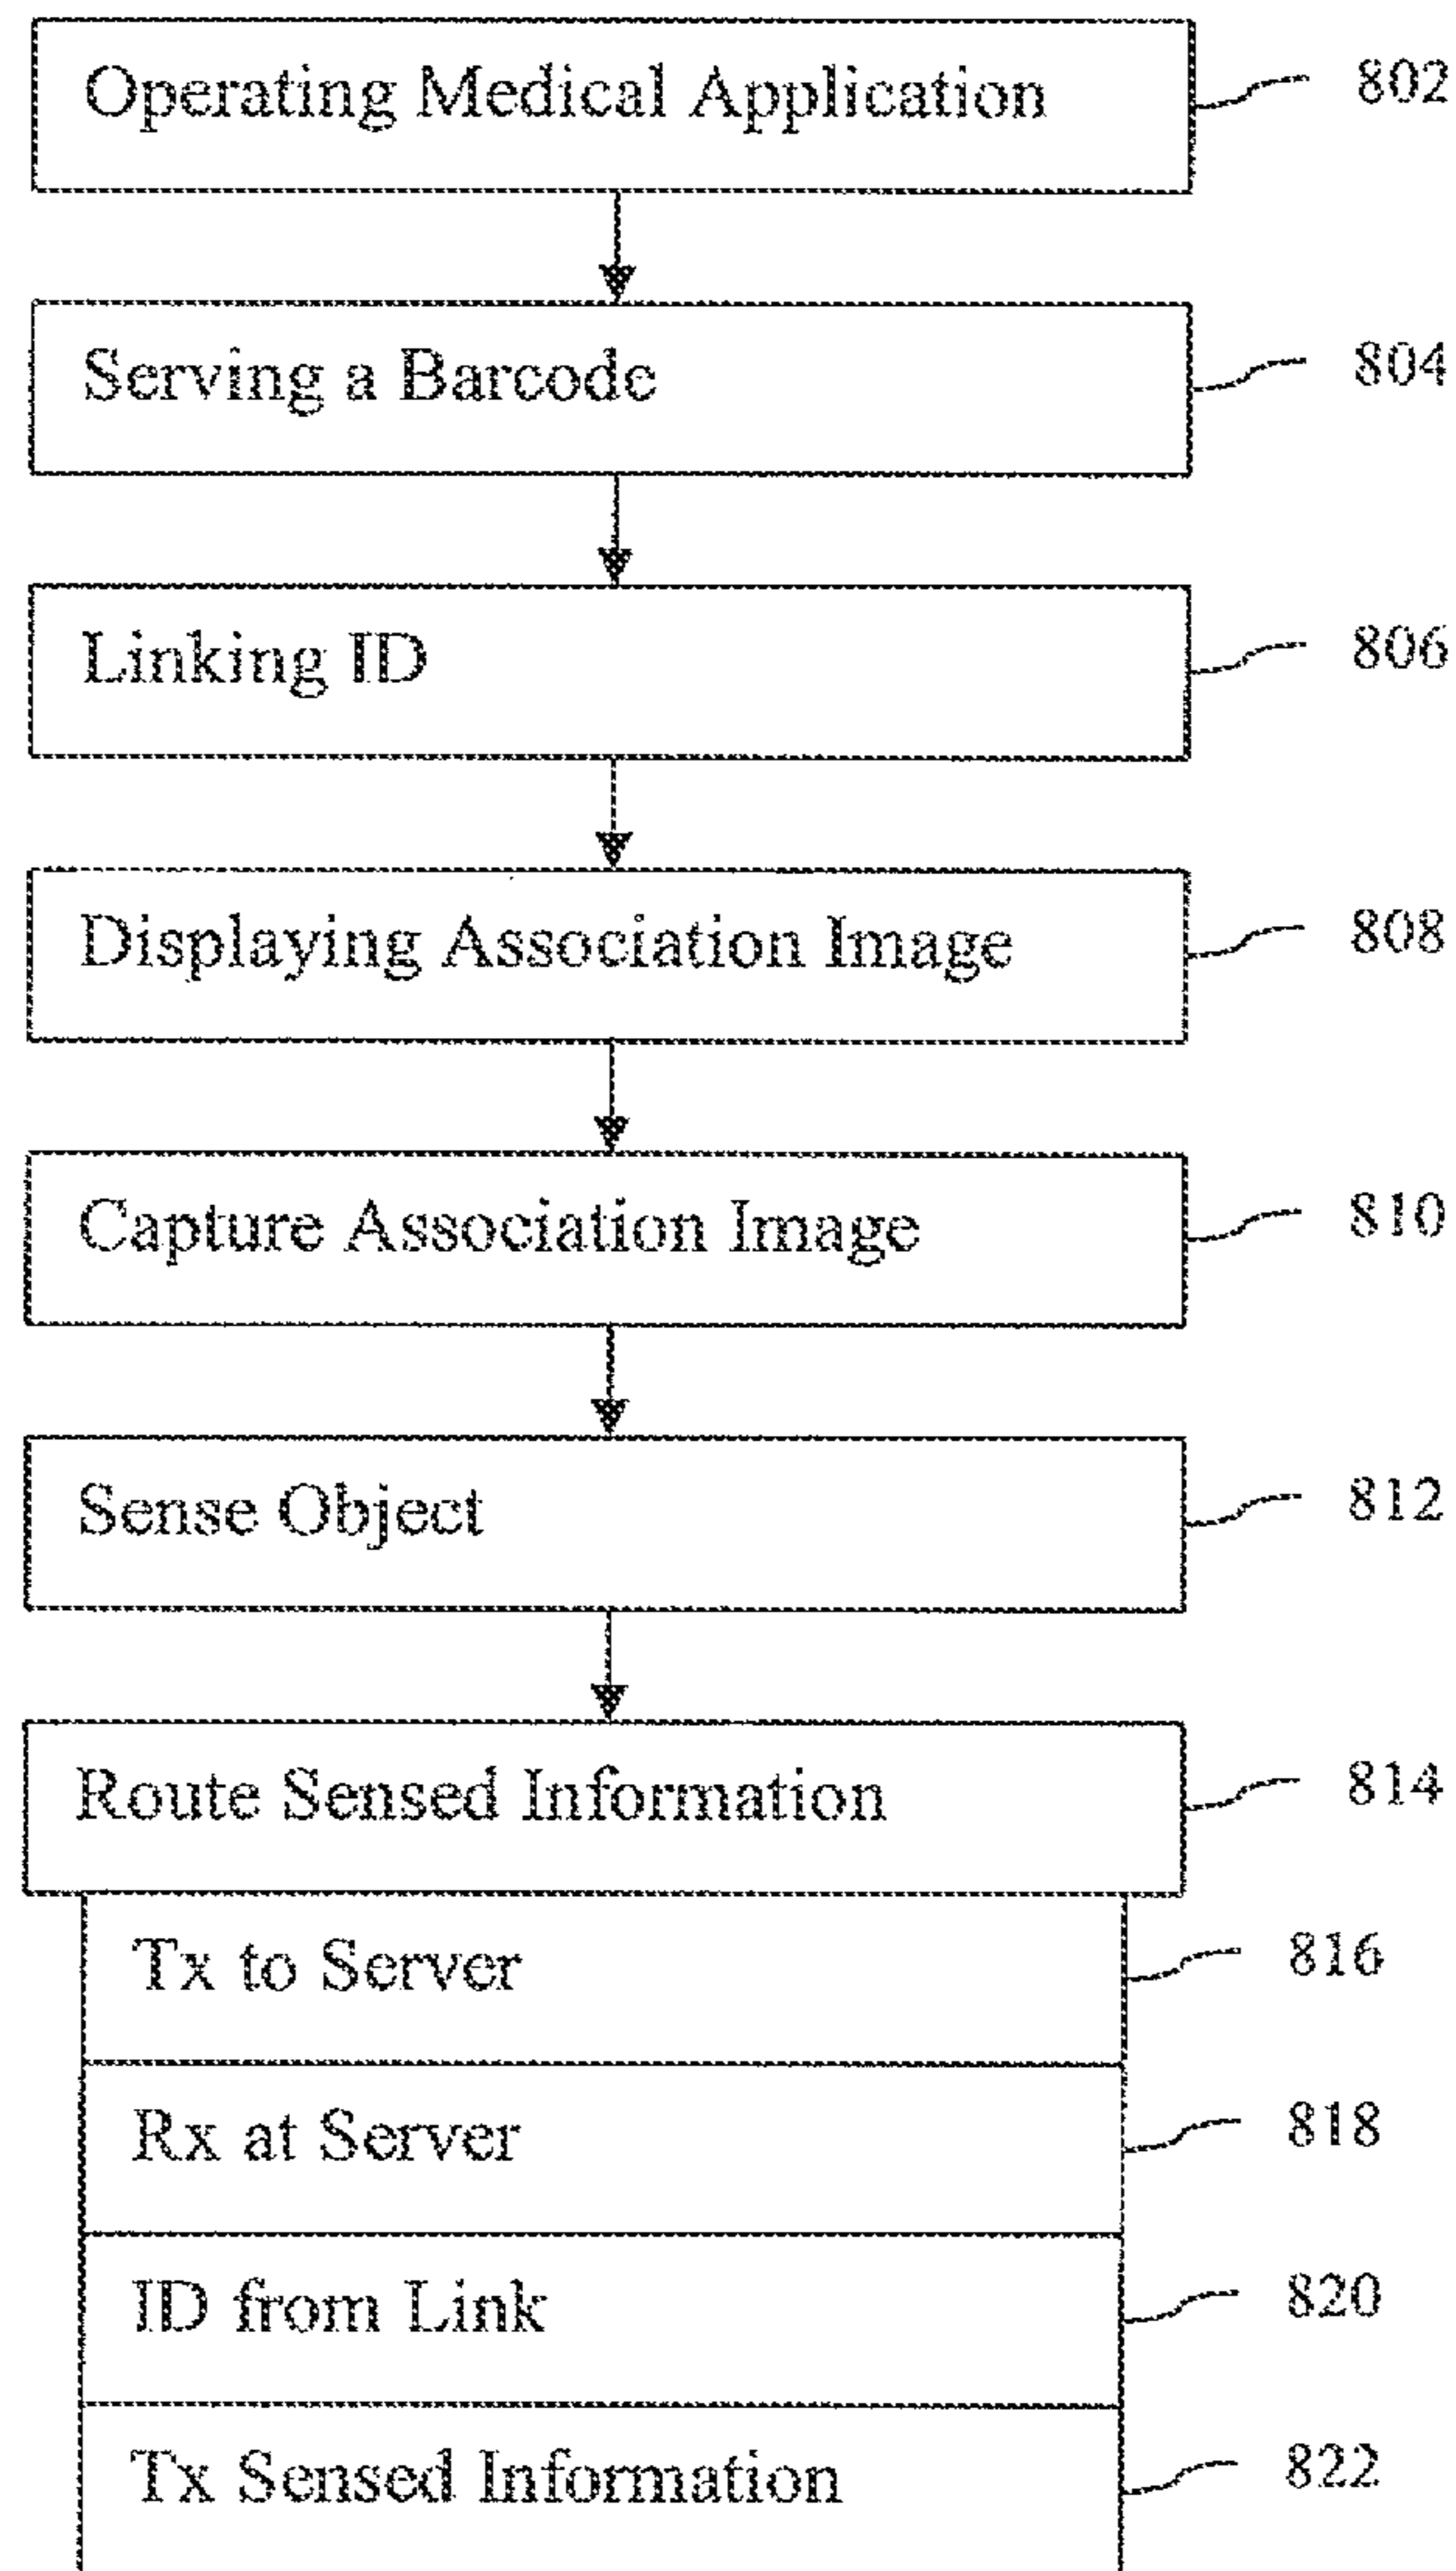 Operating Medical Application 802
Serving a Barcode 804
Linking ID 806
Displaying Association Image 808
Capture Association Image 810
Sense Object 812
Route Sensed Information 814
Tx to Server 816
Rx at Server 818
ID from Link 820
Tx Sensed Information 822